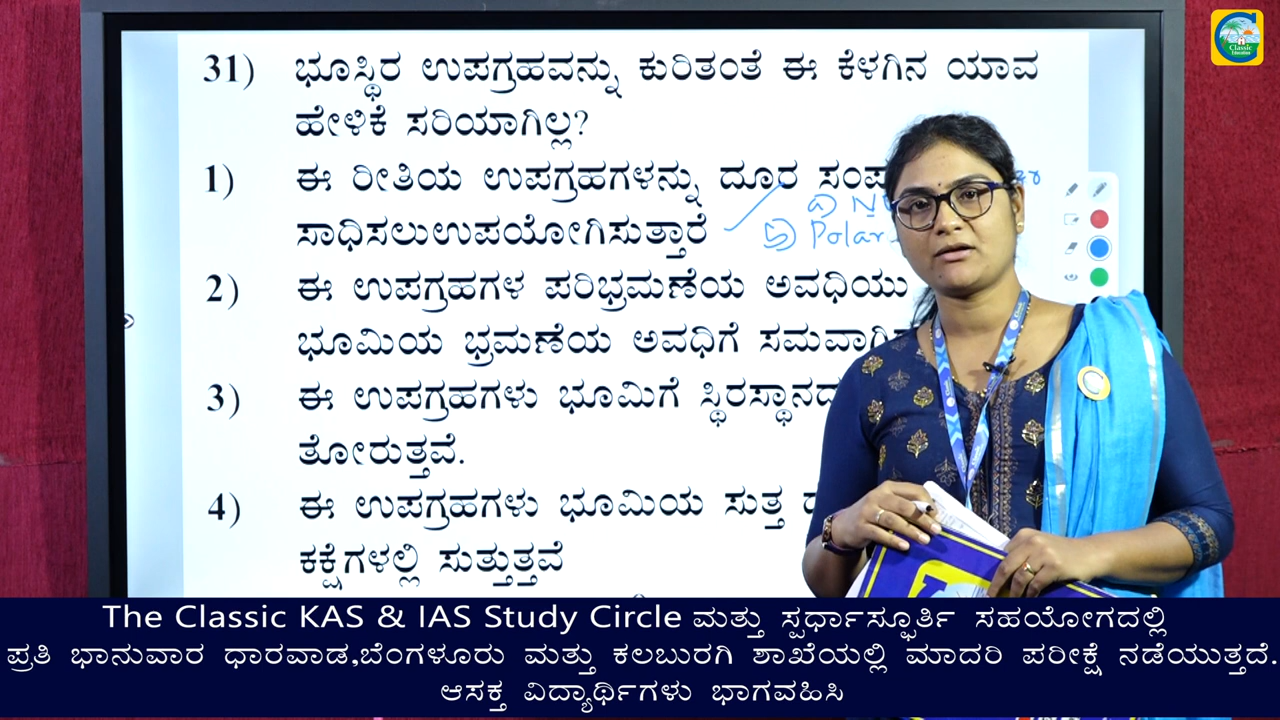 Classic
Education
31) ಭೂಸ್ಥಿರ ಉಪಗ್ರಹವನ್ನು ಕುರಿತಂತೆ ಈ ಕೆಳಗಿನ ಯಾವ
ಹೇಳಿಕೆ ಸರಿಯಾಗಿಲ್ಲ?
1) ಈ ರೀತಿಯ ಉಪಗ್ರಹಗಳನ್ನು ದೂರ
a)
ಸಾಧಿಸಲುಉಪಯೋಗಿಸುತ್ತಾರೆ b) Polar
2) ಈ ಉಪಗ್ರಹಗಳ ಪರಿಭ್ರಮಣೆಯ ಅವಧಿಯು
ಭೂಮಿಯ ಭ್ರಮಣೆಯ ಅವಧಿಗೆ
3) ಈ ಉಪಗ್ರಹಗಳು ಭೂಮಿಗೆ
ತೋರುತ್ತವೆ.
4) ಈ ಉಪಗ್ರಹಗಳು ಭೂಮಿಯ ಸುತ್ತ
ಕಕ್ಷೆಗಳಲ್ಲಿ ಸುತ್ತುತ್ತವೆ
The Classic KAS & IAS Study Circle ಮತ್ತು ಸ್ಪರ್ಧಾಸ್ಫೂರ್ತಿ ಸಹಯೋಗದಲ್ಲಿ
ಪ್ರತಿ ಭಾನುವಾರ ಧಾರವಾಡ,ಬೆಂಗಳೂರು ಮತ್ತು ಕಲಬುರಗಿ ಶಾಖೆಯಲ್ಲಿ ಮಾದರಿ ಪರೀಕ್ಷೆ ನಡೆಯುತ್ತದೆ.
ಆಸಕ್ತ ವಿದ್ಯಾರ್ಥಿಗಳು ಭಾಗವಹಿಸಿ